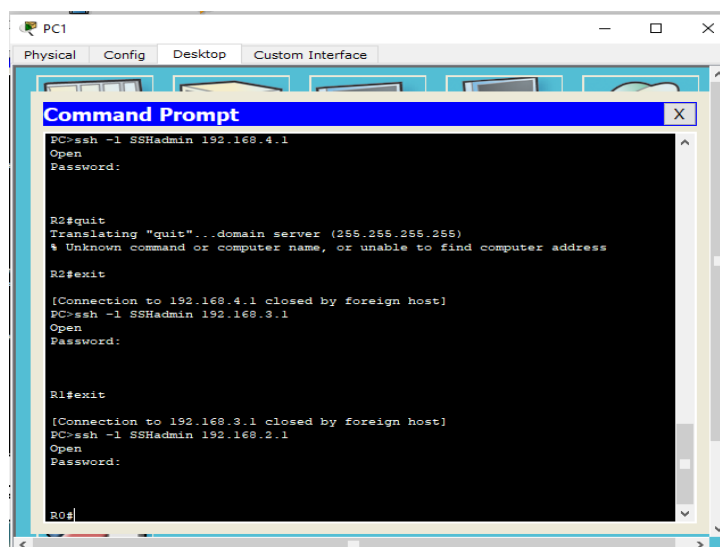 PC1
Physical Config Desktop Custom Interface
Command Prompt
X
PC>ssh -l SSHadmin 192.168.4.1
Open
Password:
R2#quit
Translating "quit"...domain server (255.255.255.255)
% Unknown command or computer name, or unable to find computer address
R2#exit
[Connection to 192.168.4.1 closed by foreign host]
PC>ssh -l SSHadmin 192.168.3.1
Open
Password:
R1#exit
[Connection to 192.168.3.1 closed by foreign host]
PC>ssh -l SSHadmin 192.168.2.1
Open
Password:
R0#